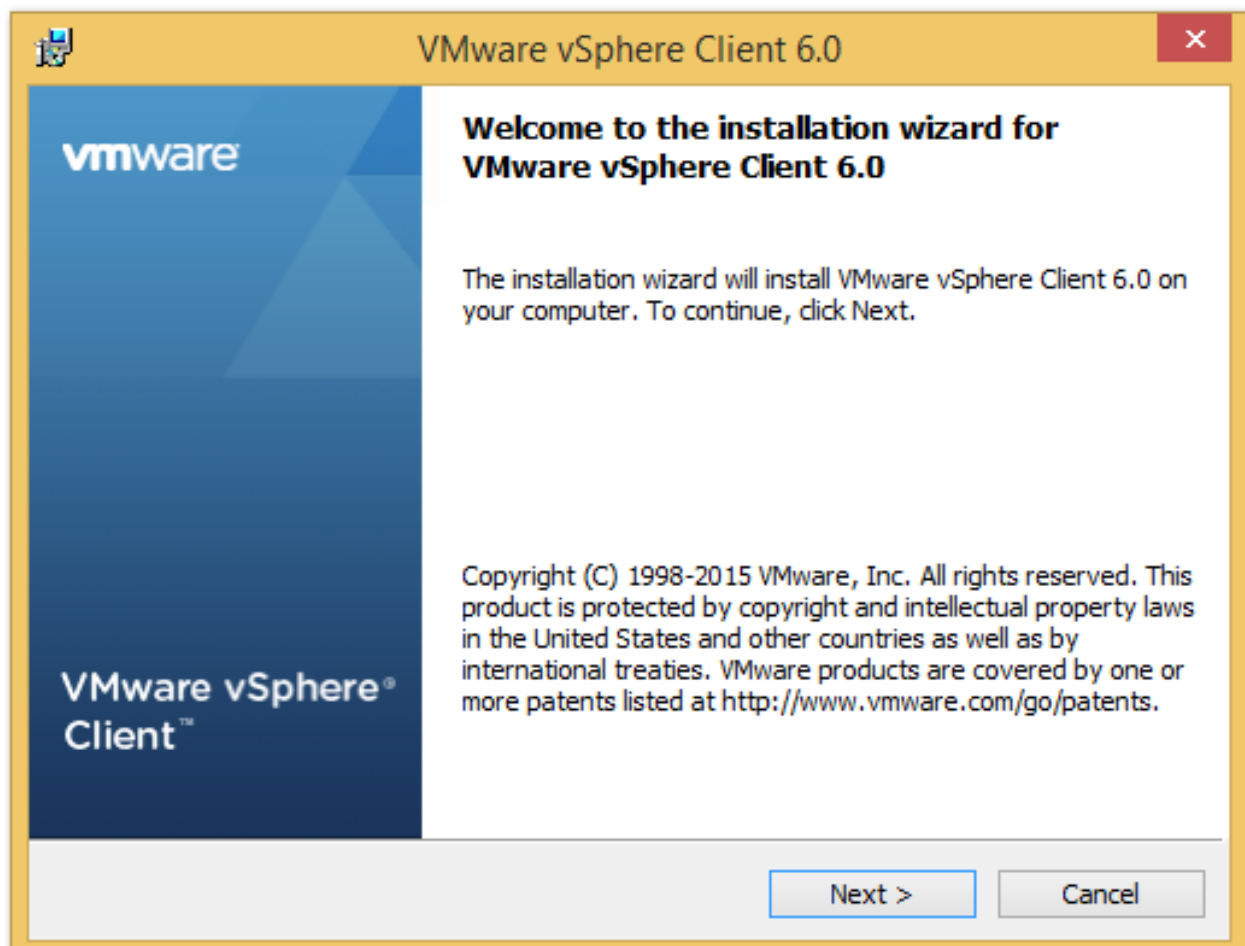 VMware vSphere Client 6.0
vmware
Welcome to the installation wizard for
VMware vSphere Client 6.0
The installation wizard will install VMware vSphere Client 6.0 on
your computer. To continue, click Next.
Copyright (C) 1998-2015 VMware, Inc. All rights reserved. This
product is protected by copyright and intellectual property laws
in the United States and other countries as well as by
international treaties. VMware products are covered by one or
more patents listed at http://www.vmware.com/go/patents.
VMware vSphere®
Client™
Next >
Cancel